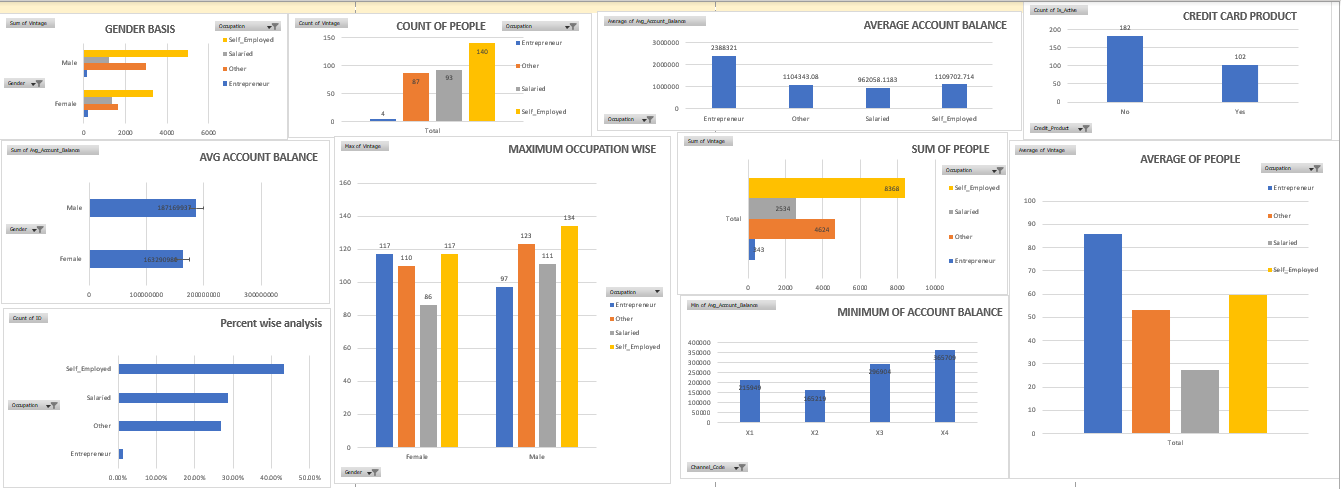 Sum of Vintage
GENDER BASIS
Occupation
Self_Employed
Salaried
Other
Entrepreneur
Gender
Male
Female
0 2000 4000 6000
Count of Vintage
COUNT OF PEOPLE
Occupation
Entrepreneur
Other
Salaried
Self_Employed
150
100
50
0
4
87
93
140
Total
Average of Avg_Account_Balance
AVERAGE ACCOUNT BALANCE
3000000
2000000
1000000
0
2388321
1104343.08
962058.1183
1109702.714
Entrepreneur Other Salaried Self_Employed
Occupation
Count of Is_Active
CREDIT CARD PRODUCT
200
150
100
50
0
182
102
No Yes
Credit_Product
Sum of Avg_Account_Balance
AVG ACCOUNT BALANCE
Male
Female
Gender
0 100000000 200000000 300000000
Max of Vintage
MAXIMUM OCCUPATION WISE
160
140
120
100
80
60
40
20
0
117 110 86 117
97 123 111 134
Female Male
Occupation
Entrepreneur
Other
Salaried
Self_Employed
Gender
Sum of Vintage
SUM OF PEOPLE
Occupation
Self_Employed
Salaried
Other
Entrepreneur
Total
8368
2534
4624
343
0 2000 4000 6000 8000 10000
Average of Vintage
AVERAGE OF PEOPLE
Occupation
Entrepreneur
Other
Salaried
Self_Employed
100
90
80
70
60
50
40
30
20
10
0
Total
Count of ID
Percent wise analysis
Self_Employed
Salaried
Other
Entrepreneur
Occupation
0.00% 10.00% 20.00% 30.00% 40.00% 50.00%
Min of Avg_Account_Balance
MINIMUM OF ACCOUNT BALANCE
400000
350000
300000
250000
200000
150000
100000
50000
0
165219
X1 X2 X3 X4
Channel_Code